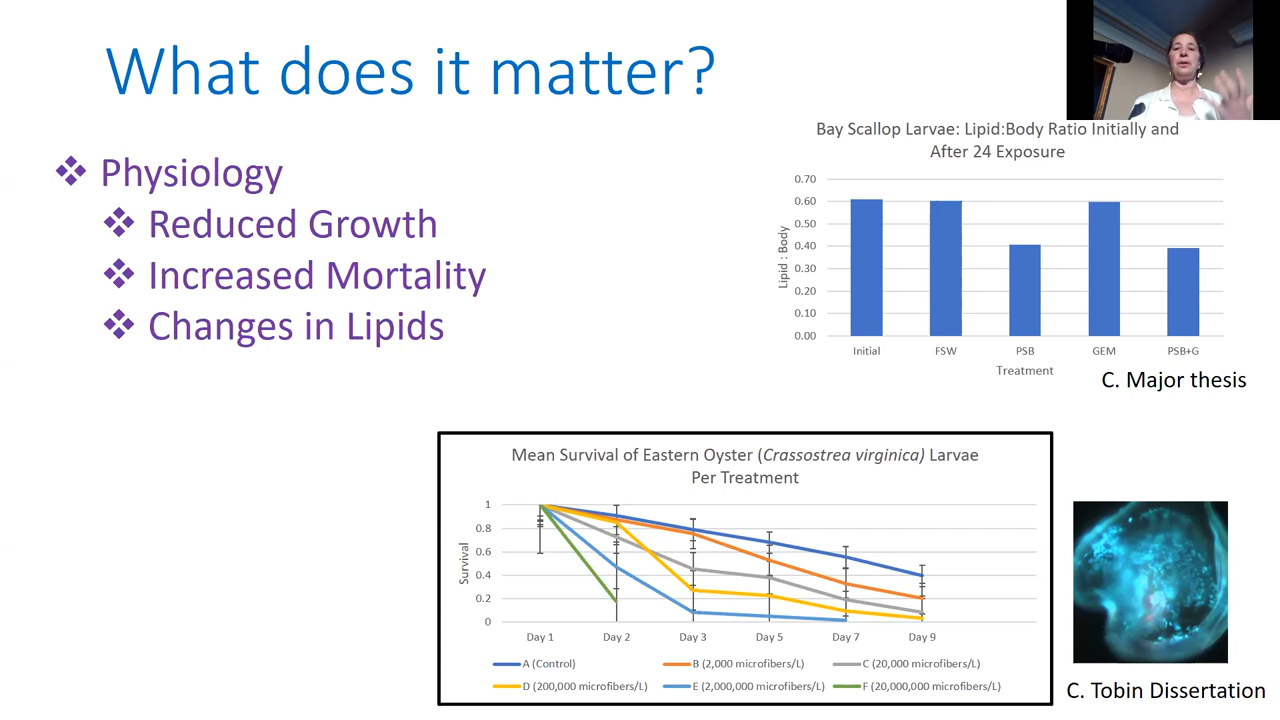 What does it matter?
Physiology
Reduced Growth
Increased Mortality
Changes in Lipids
Bay Scallop Larvae: Lipid:Body Ratio Initially and
After 24 Exposure
0.70
0.60
0.50
0.40
0.30
0.20
0.10
0.00
Lipid : Body
Initial FSW PSB GEM PSB+G
Treatment
C. Major thesis
Mean Survival of Eastern Oyster (Crassostrea virginica) Larvae
Per Treatment
1
0.8
0.6
0.4
0.2
0
Survival
Day 1 Day 2 Day 3 Day 5 Day 7 Day 9
A (Control) B (2,000 microfibers/L) C (20,000 microfibers/L)
D (200,000 microfibers/L) E (2,000,000 microfibers/L) F (20,000,000 microfibers/L)
C. Tobin Dissertation